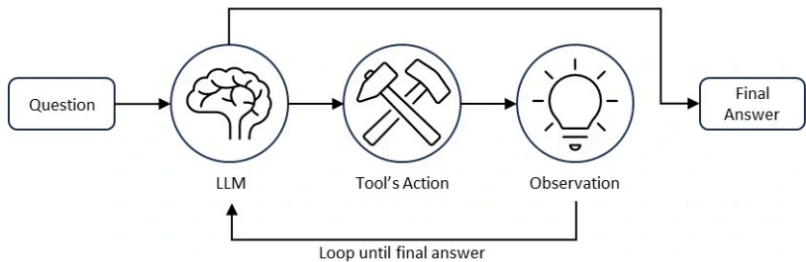 Question
LLM
Tool's Action
Observation
Final
Answer
Loop until final answer